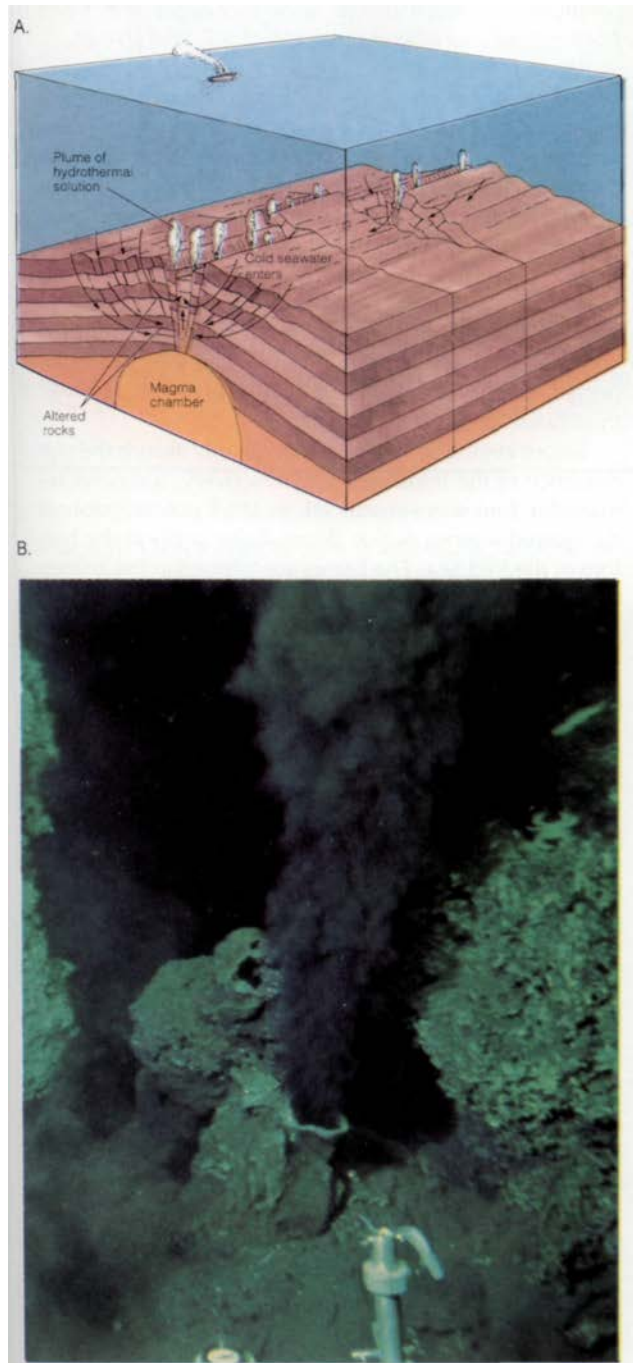 A.
Plume of
hydrothermal
solution
Cold seawater
enters
Magma
chamber
Altered
rocks
B.